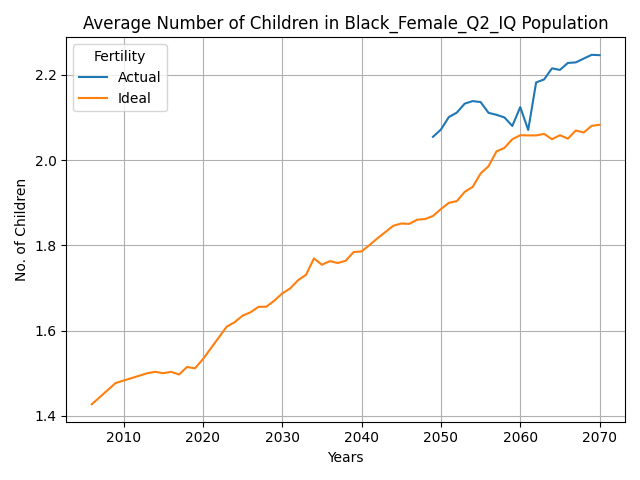 Average Number of Children in Black_Female_Q2_IQ Population
Fertility
Actual
Ideal
No. of Children
2.2
2.0
1.8
1.6
1.4
2010 2020 2030 2040 2050 2060 2070
Years